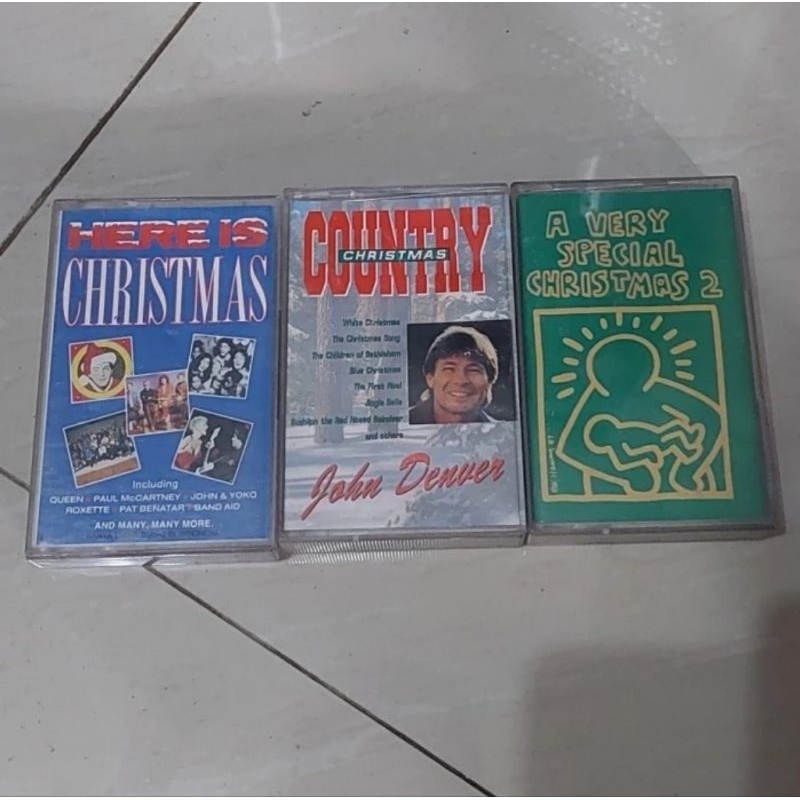 HERE IS
CHRISTMAS
Including
QUEEN PAUL McCARTNEY JOHN & YOKO
ROXETTE PAT BENATAR BAND AID
AND MANY, MANY MORE.
COUNTRY
CHRISTMAS
White Christmas
The Christmas Song
The Children of Bethlehem
Blue Christmas
The First Noel
Jingle Bells
Rudolph the Red Nosed Reindeer
and others
John Denver
A VERY
SPECIAL
CHRISTMAS 2